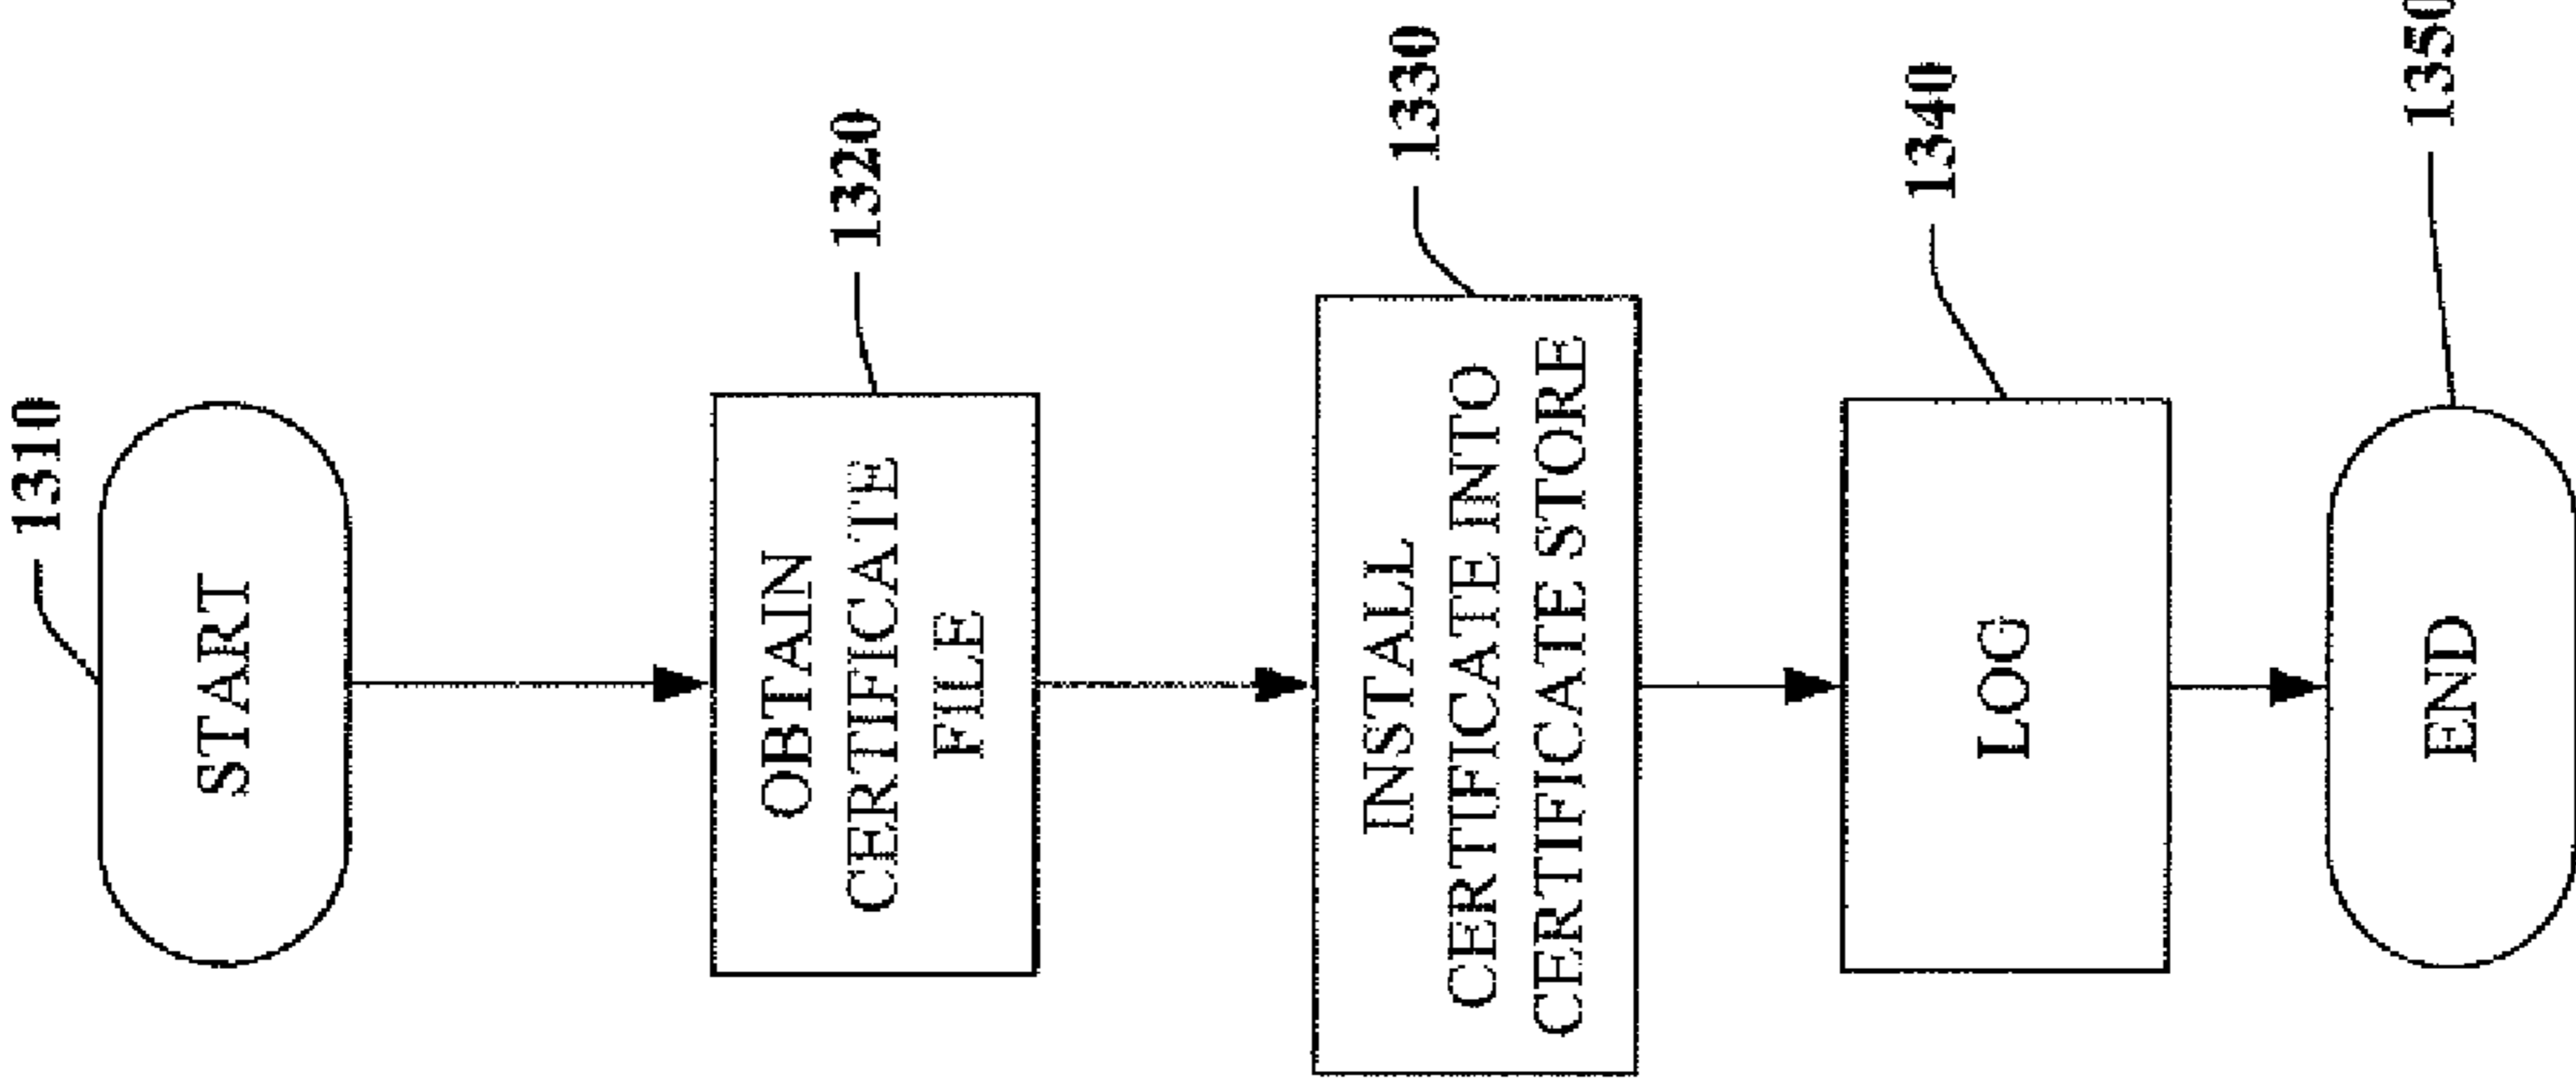 1310
START
1320
OBTAIN
CERTIFICATE
FILE
1330
INSTALL
CERTIFICATE INTO
CERTIFICATE STORE
1340
LOG
1350
END